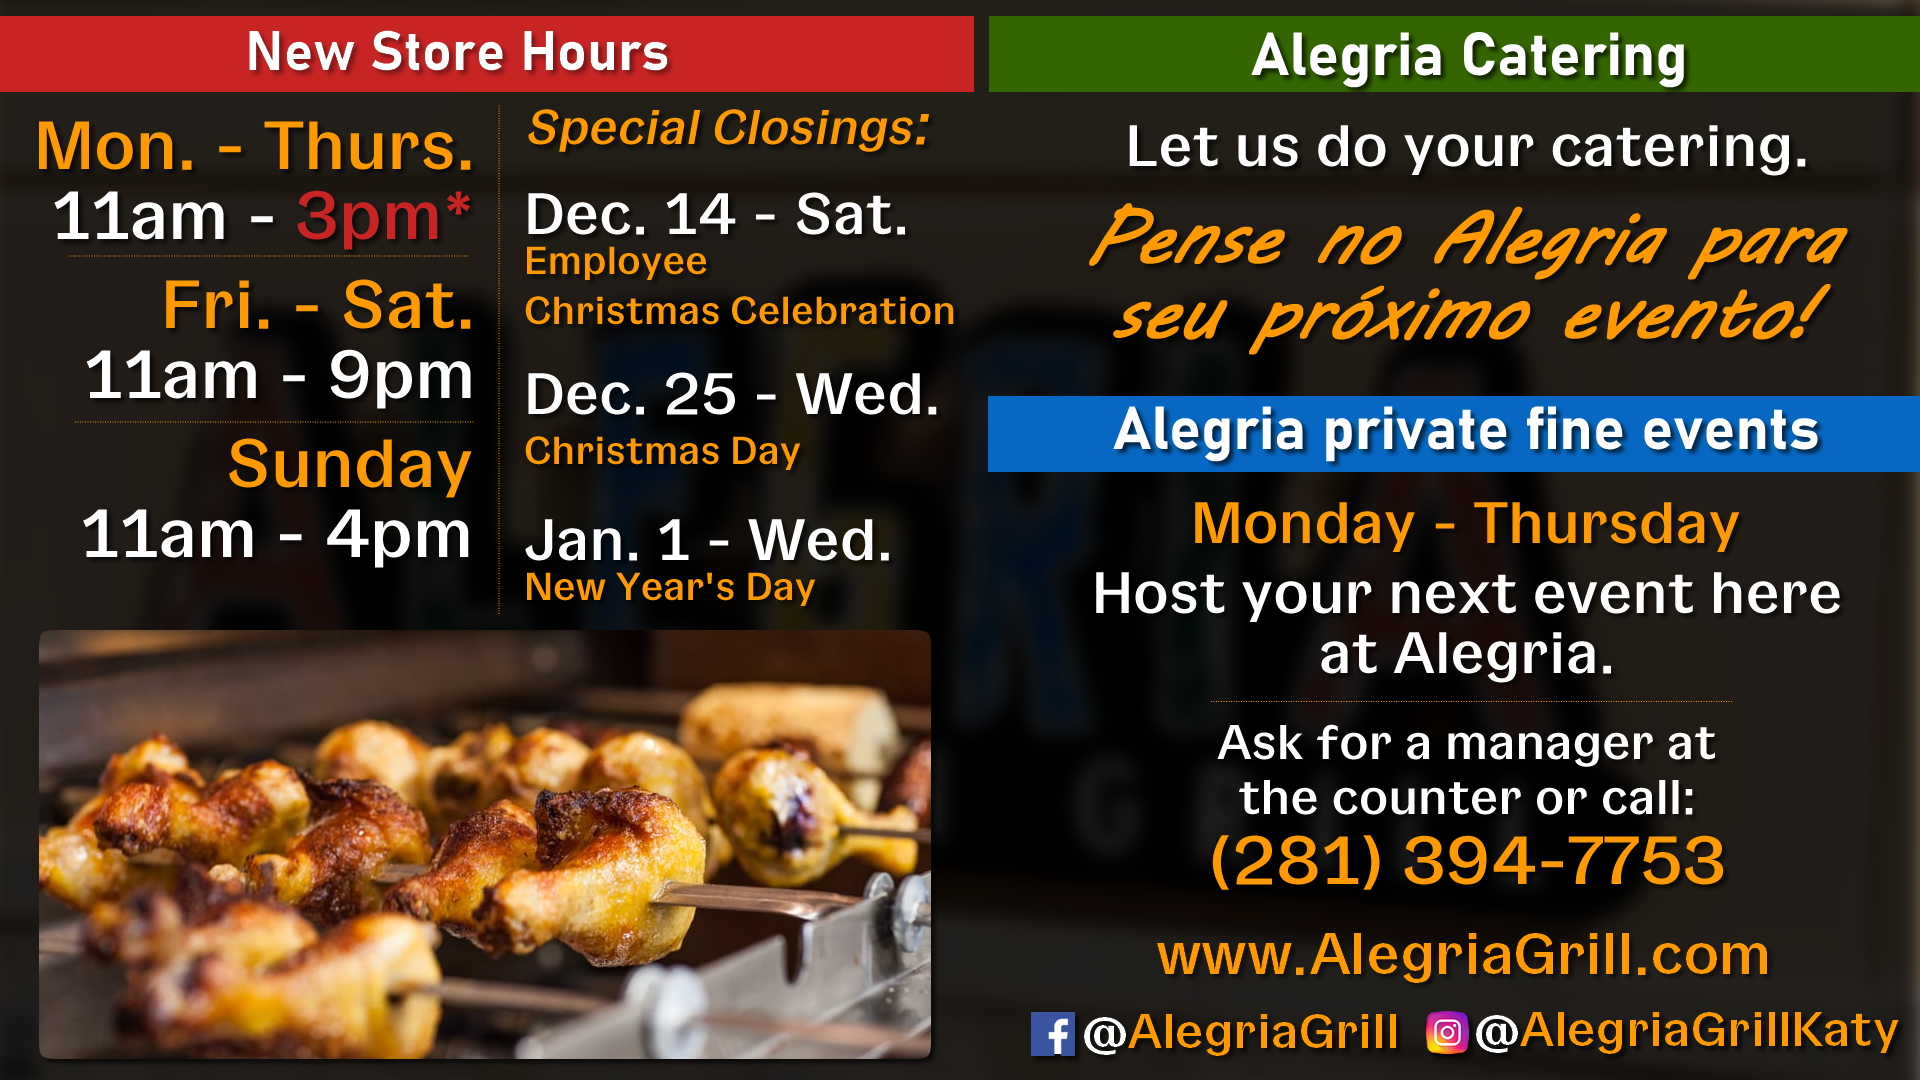 New Store Hours
Mon. - Thurs.
11am - 3pm*
Fri. - Sat.
11am - 9pm
Sunday
11am - 4pm
Special Closings:
Dec. 14 - Sat.
Employee
Christmas Celebration
Dec. 25 - Wed.
Christmas Day
Jan. 1 - Wed.
New Year's Day
Alegria Catering
Let us do your catering.
Pense no Alegria para
seu próximo evento!
Alegria private fine events
Monday - Thursday
Host your next event here
at Alegria.
Ask for a manager at
the counter or call:
(281) 394-7753
www.AlegriaGrill.com
@AlegriaGrill @AlegriaGrillKaty